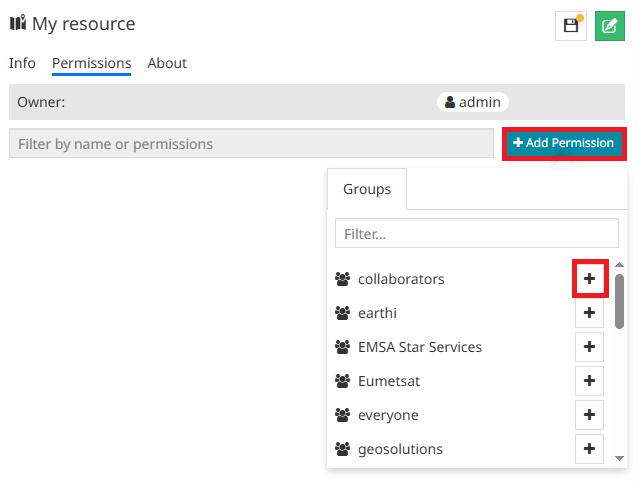 My resource
Info Permissions About
Owner: admin
Filter by name or permissions Add Permission
Groups
Filter...
collaborators
earthi
EMSA Star Services
Eumetsat
everyone
geosolutions